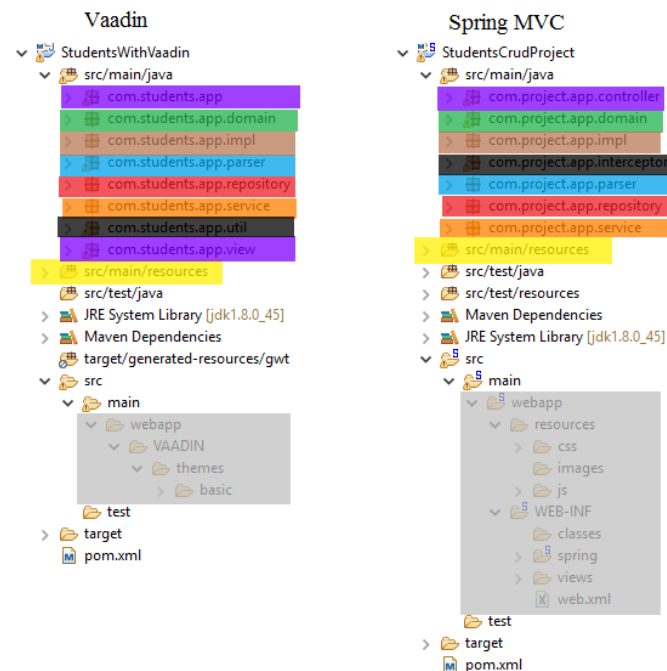 Vaadin
StudentsWithVaadin
src/main/java
com.students.app
com.students.app.domain
com.students.app.impl
com.students.app.parser
com.students.app.repository
com.students.app.service
com.students.app.util
com.students.app.view
src/main/resources
src/test/java
JRE System Library [jdk1.8.0_45]
Maven Dependencies
target/generated-resources/gwt
src
main
webapp
VAADIN
themes
basic
test
target
pom.xml
Spring MVC
StudentsCrudProject
src/main/java
com.project.app.controller
com.project.app.domain
com.project.app.impl
com.project.app.interceptor
com.project.app.parser
com.project.app.repository
com.project.app.service
src/main/resources
src/test/java
src/test/resources
Maven Dependencies
JRE System Library [jdk1.8.0_45]
src
main
webapp
resources
css
images
js
WEB-INF
classes
spring
views
web.xml
test
target
pom.xml